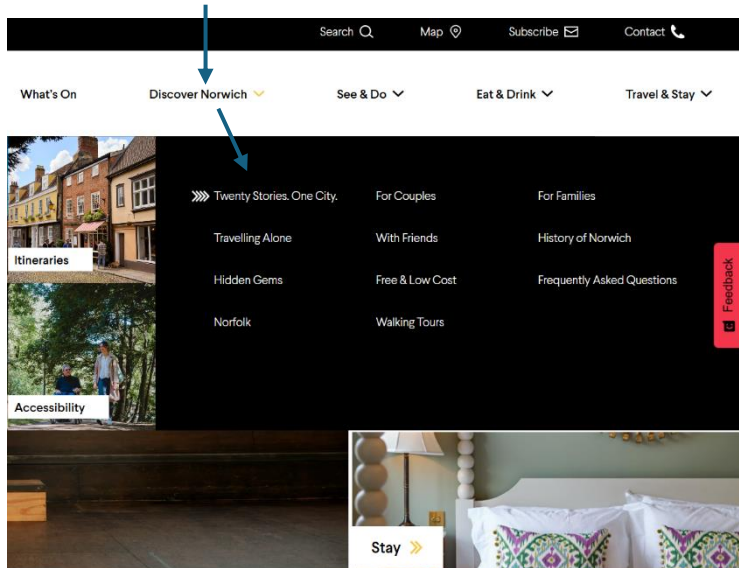 Search Map Subscribe Contact
What's On Discover Norwich See & Do Eat & Drink Travel & Stay
Twenty Stories. One City. For Couples For Families
Travelling Alone With Friends History of Norwich
Itineraries
Hidden Gems Free & Low Cost Frequently Asked Questions
Norfolk Walking Tours
Feedback
Accessibility
Stay